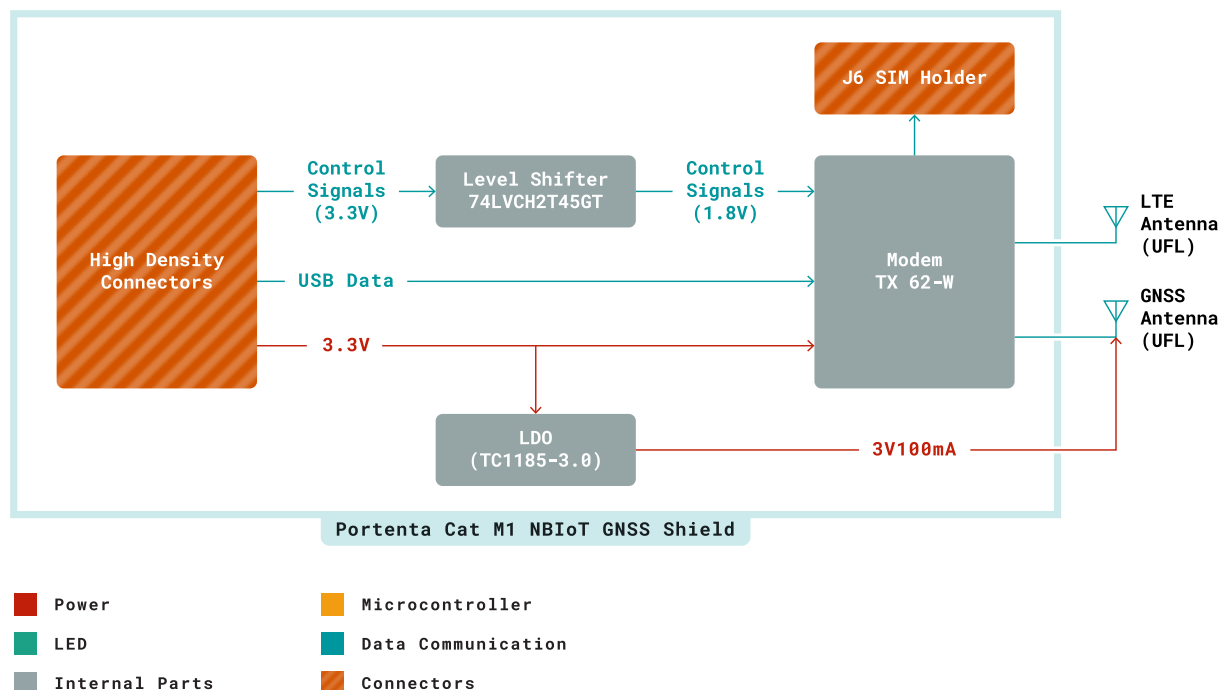 J6 SIM Holder
Control
Signals
(3.3V)
Level Shifter
74LVCH2T45GT
Control
Signals
(1.8V)
High Density
Connectors
USB Data
3.3V
Modem
TX 62-W
LTE
Antenna
(UFL)
GNSS
Antenna
(UFL)
LDO
(TC1185-3.0)
3V100mA
Portenta Cat M1 NBIoT GNSS Shield
Power
Microcontroller
LED
Data Communication
Internal Parts
Connectors